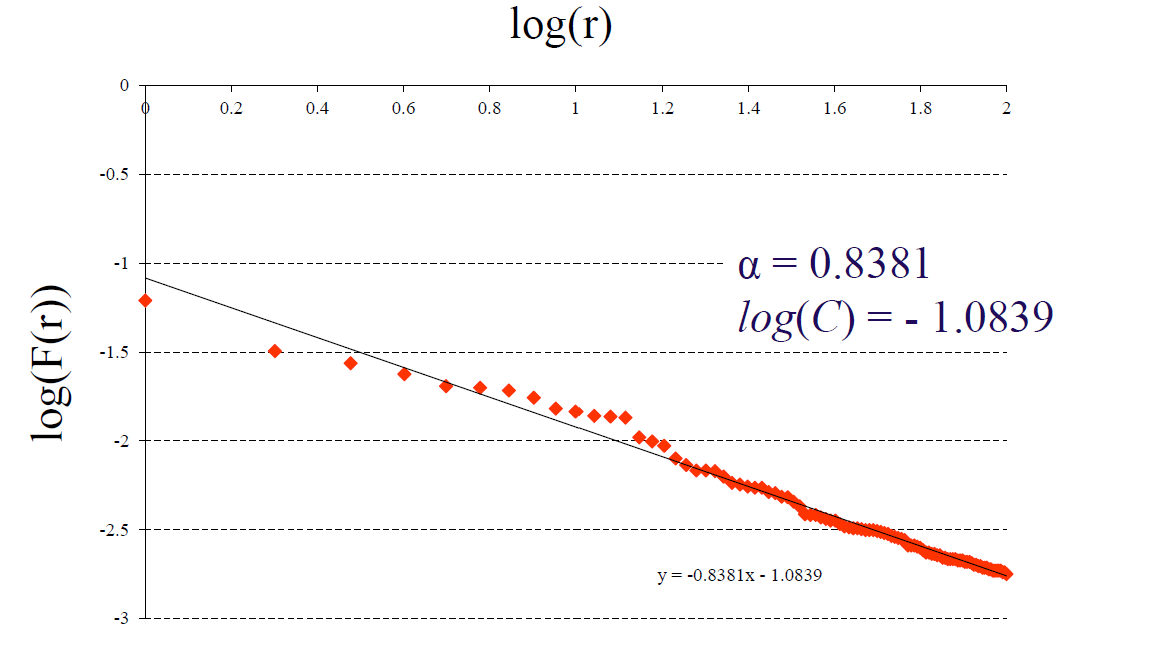 log(r)
0
0 0.2 0.4 0.6 0.8 1 1.2 1.4 1.6 1.8 2
-0.5
-1
-1.5
-2
-2.5
-3
log(F(r))
α = 0.8381
log(C) = - 1.0839
y = -0.8381x - 1.0839